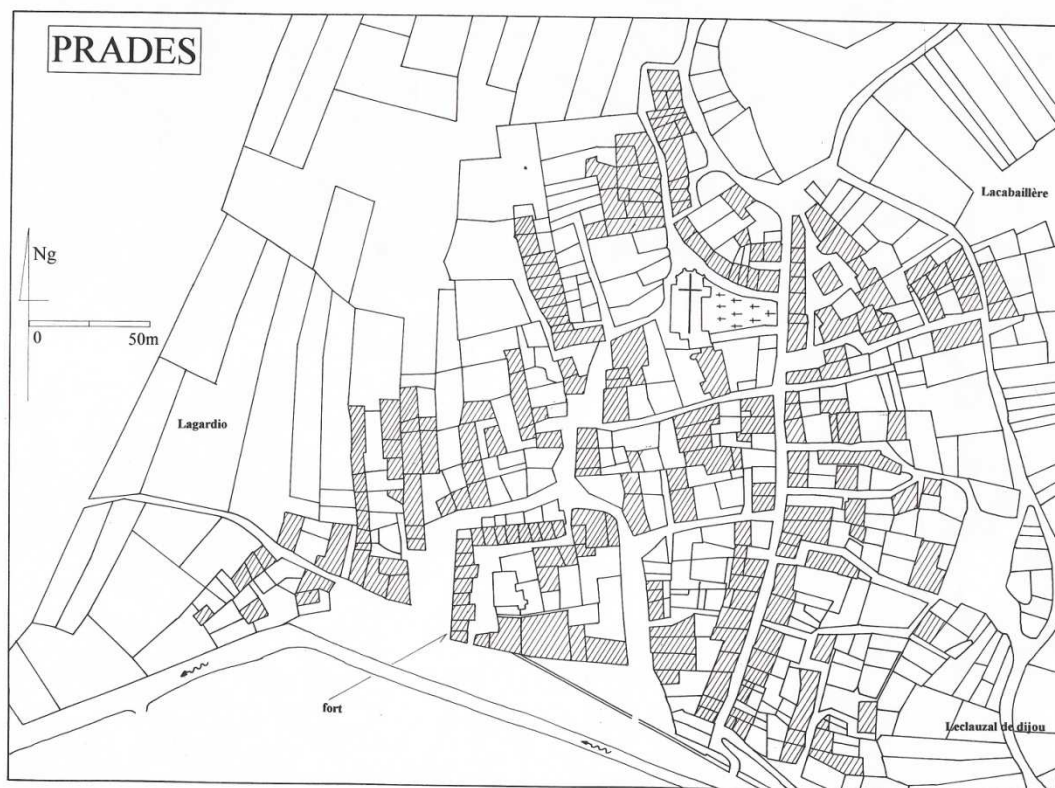 PRADES
Lacabaillère
Ng
0 50m
Lagardio
fort
Leclauzal de dijou